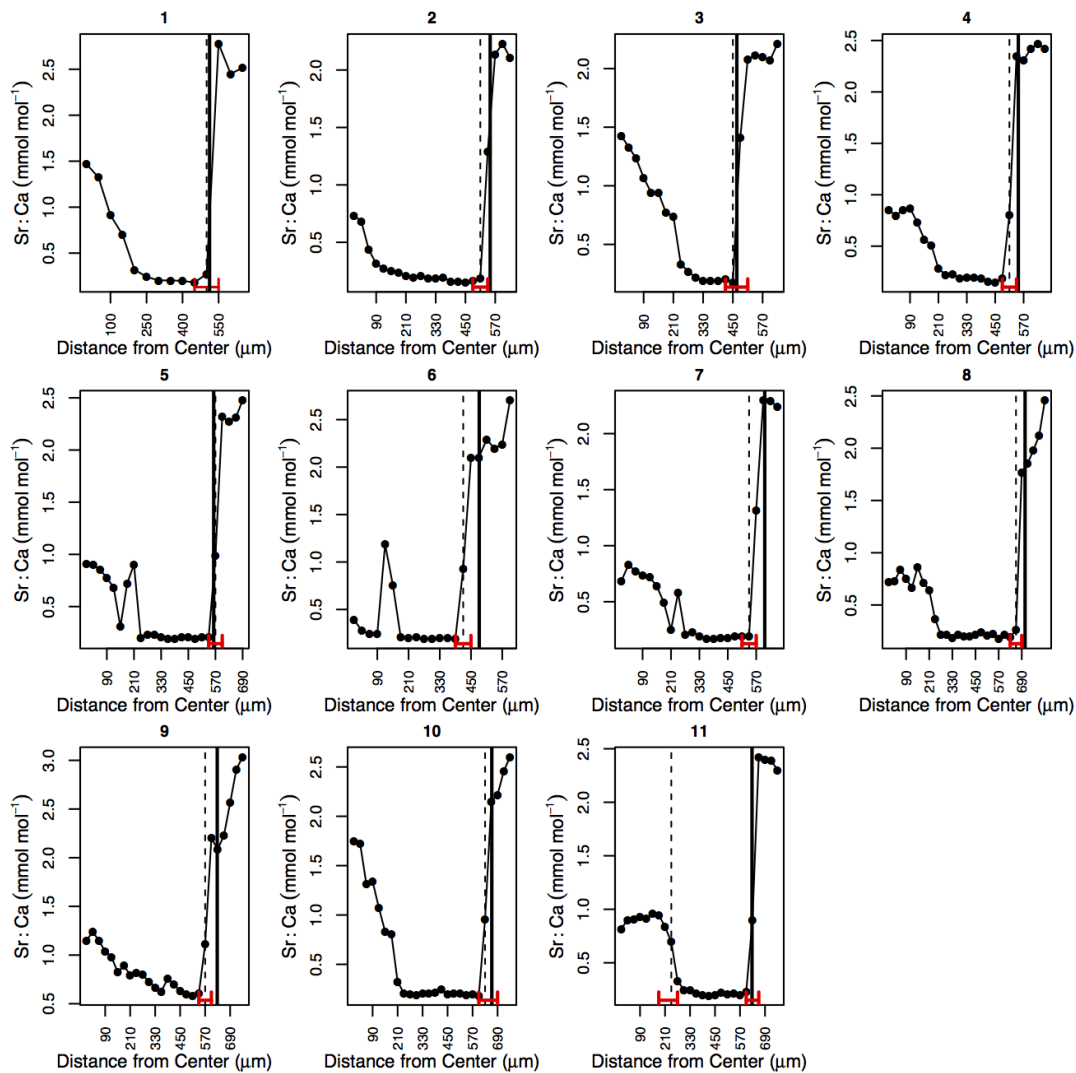 1
Sr : Ca (mmol mol−1)
0.5 1.0 1.5 2.0 2.5
100 250 400 550
Distance from Center (μm)
2
Sr : Ca (mmol mol−1)
0.5 1.0 1.5 2.0
90 210 330 450 570
Distance from Center (μm)
3
Sr : Ca (mmol mol−1)
0.5 1.0 1.5 2.0
90 210 330 450 570
Distance from Center (μm)
4
Sr : Ca (mmol mol−1)
0.5 1.0 1.5 2.0 2.5
90 210 330 450 570
Distance from Center (μm)
5
Sr : Ca (mmol mol−1)
0.5 1.0 1.5 2.0 2.5
90 210 330 450 570 690
Distance from Center (μm)
6
Sr : Ca (mmol mol−1)
0.5 1.0 1.5 2.0 2.5
90 210 330 450 570
Distance from Center (μm)
7
Sr : Ca (mmol mol−1)
0.5 1.0 1.5 2.0
90 210 330 450 570
Distance from Center (μm)
8
Sr : Ca (mmol mol−1)
0.5 1.0 1.5 2.0 2.5
90 210 330 450 570 690
Distance from Center (μm)
9
Sr : Ca (mmol mol−1)
0.5 1.0 1.5 2.0 2.5 3.0
90 210 330 450 570 690
Distance from Center (μm)
10
Sr : Ca (mmol mol−1)
0.5 1.0 1.5 2.0 2.5
90 210 330 450 570 690
Distance from Center (μm)
11
Sr : Ca (mmol mol−1)
0.5 1.0 1.5 2.0 2.5
90 210 330 450 570 690
Distance from Center (μm)